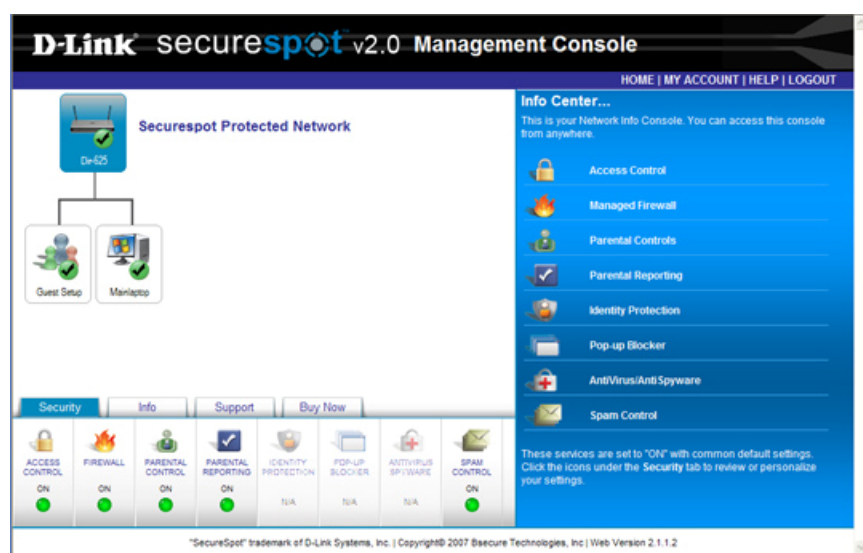 D-Link securespot v2.0 Management Console
HOME | MY ACCOUNT | HELP | LOGOUT
Securespot Protected Network
Dir-625
Guest Setup
Mainlaptop
Info Center...
This is your Network Info Console. You can access this console
from anywhere.
Access Control
Managed Firewall
Parental Controls
Parental Reporting
Identity Protection
Pop-up Blocker
AntiVirus/AntiSpyware
Spam Control
These services are set to "ON" with common default settings.
Click the icons under the Security tab to review or personalize
your settings.
Security Info Support Buy Now
ACCESS CONTROL ON
FIREWALL ON
PARENTAL CONTROL ON
PARENTAL REPORTING ON
IDENTITY PROTECTION N/A
POP-UP BLOCKER N/A
ANTIVIRUS SPYWARE N/A
SPAM CONTROL ON
"SecureSpot" trademark of D-Link Systems, Inc. | Copyright© 2007 Bsecure Technologies, Inc | Web Version 2.1.1.2